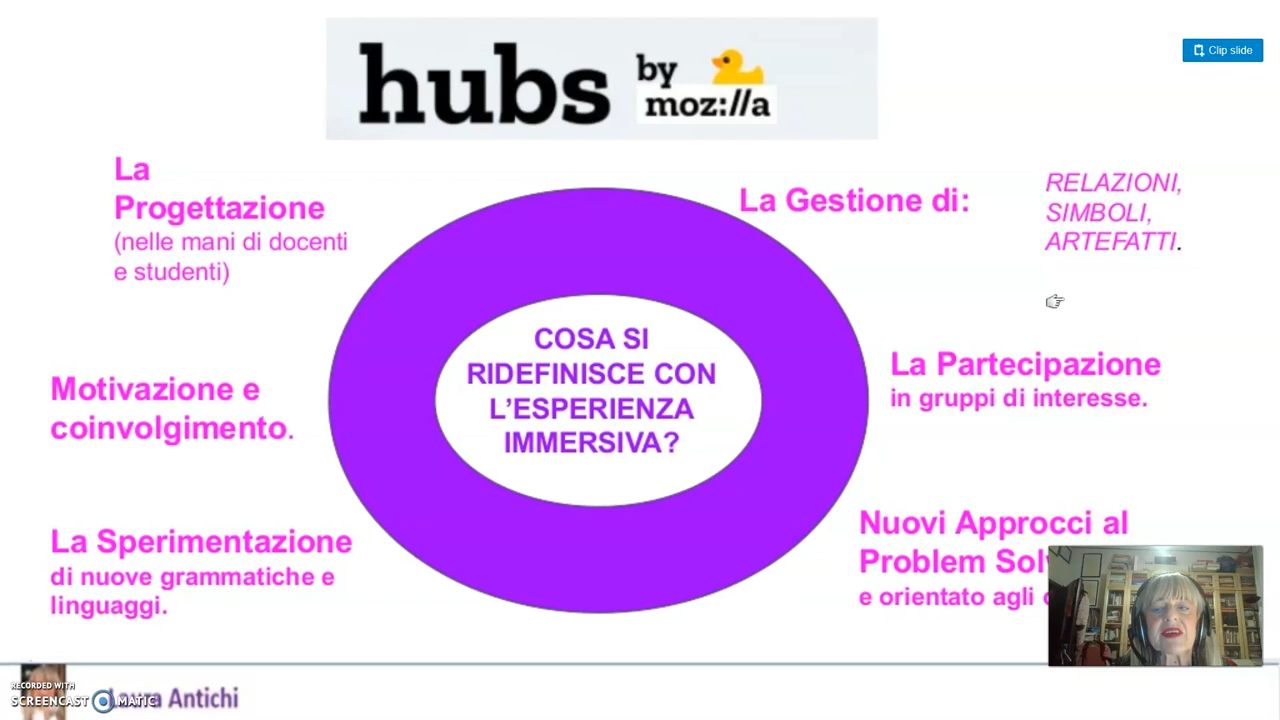 hubs by
moz://a
Clip slide
La
Progettazione
(nelle mani di docenti
e studenti)
La Gestione di:
RELAZIONI,
SIMBOLI,
ARTEFATTI.
COSA SI
RIDEFINISCE CON
L’ESPERIENZA
IMMERSIVA?
Motivazione e
coinvolgimento.
La Partecipazione
in gruppi di interesse.
La Sperimentazione
di nuove grammatiche e
linguaggi.
Nuovi Approcci al
Problem
e orientato agli
RECORDED WITH
SCREENCAST MATIC
Laura Antichi